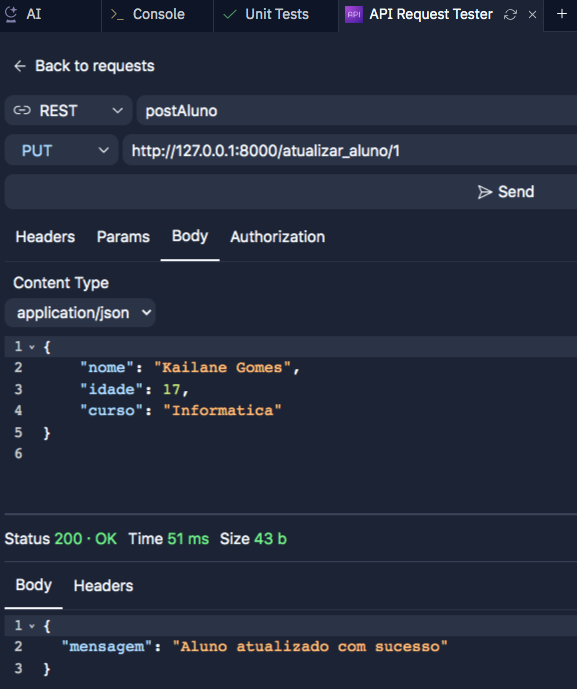 AI >_ Console Unit Tests API API Request Tester × +
← Back to requests
REST postAluno
PUT http://127.0.0.1:8000/atualizar_aluno/1
Send
Headers Params Body Authorization
Content Type
application/json
1 {
2 "nome": "Kailane Gomes",
3 "idade": 17,
4 "curso": "Informatica"
5 }
6
Status 200 · OK Time 51 ms Size 43 b
Body Headers
1 {
2 "mensagem": "Aluno atualizado com sucesso"
3 }